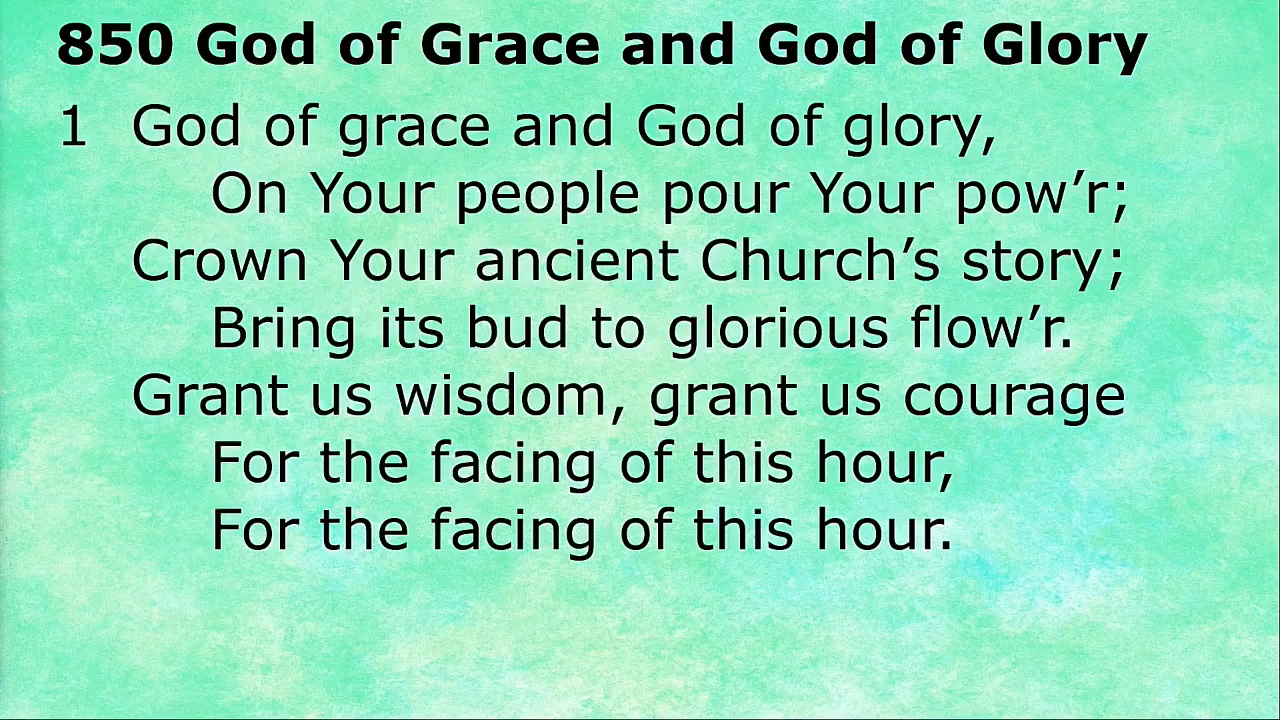 850 God of Grace and God of Glory
1 God of grace and God of glory,
On Your people pour Your pow’r;
Crown Your ancient Church’s story;
Bring its bud to glorious flow’r.
Grant us wisdom, grant us courage
For the facing of this hour,
For the facing of this hour.